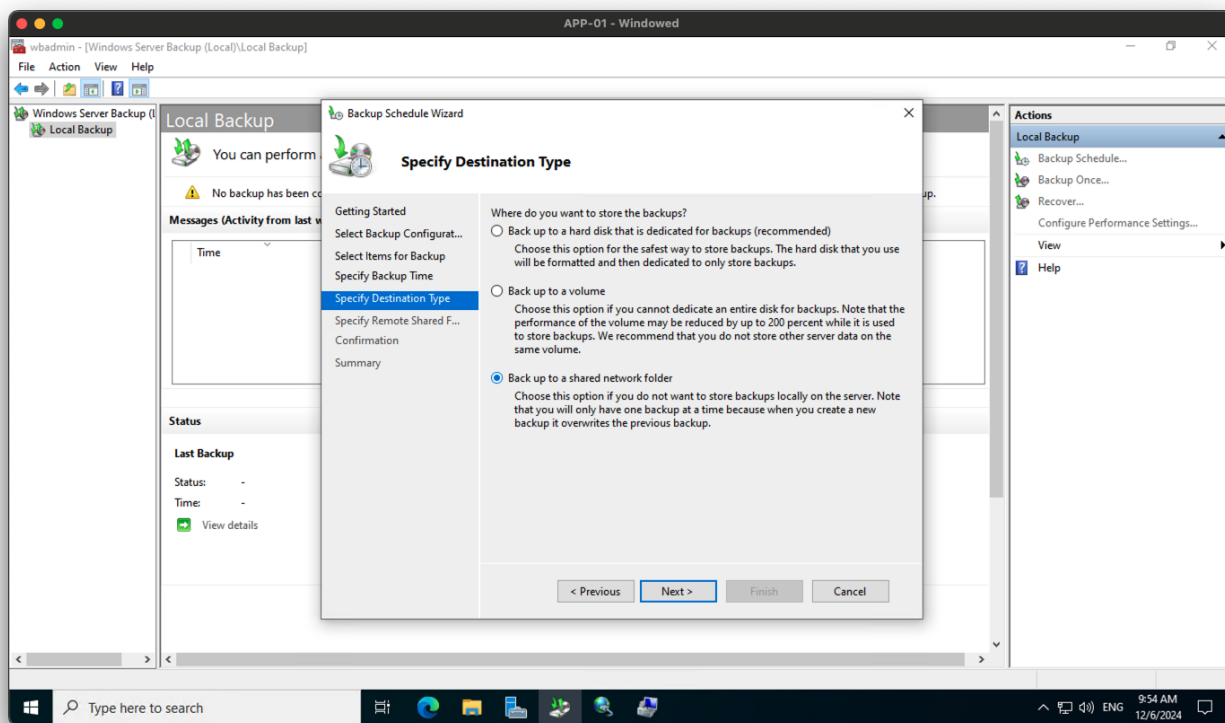 APP-01 - Windowed
wbadmin - [Windows Server Backup (Local)\Local Backup]
File Action View Help
Windows Server Backup (L
Local Backup
Local Backup
You can perform
No backup has been co
up.
Messages (Activity from last w
Time
Status
Last Backup
Status: -
Time: -
View details
Backup Schedule Wizard
Specify Destination Type
Getting Started
Select Backup Configurat...
Select Items for Backup
Specify Backup Time
Specify Destination Type
Specify Remote Shared F...
Confirmation
Summary
Where do you want to store the backups?
Back up to a hard disk that is dedicated for backups (recommended)
Choose this option for the safest way to store backups. The hard disk that you use
will be formatted and then dedicated to only store backups.
Back up to a volume
Choose this option if you cannot dedicate an entire disk for backups. Note that the
performance of the volume may be reduced by up to 200 percent while it is used
to store backups. We recommend that you do not store other server data on the
same volume.
Back up to a shared network folder
Choose this option if you do not want to store backups locally on the server. Note
that you will only have one backup at a time because when you create a new
backup it overwrites the previous backup.
< Previous
Next >
Finish
Cancel
Actions
Local Backup
Backup Schedule...
Backup Once...
Recover...
Configure Performance Settings...
View
Help
Type here to search
ENG
9:54 AM
12/6/2024